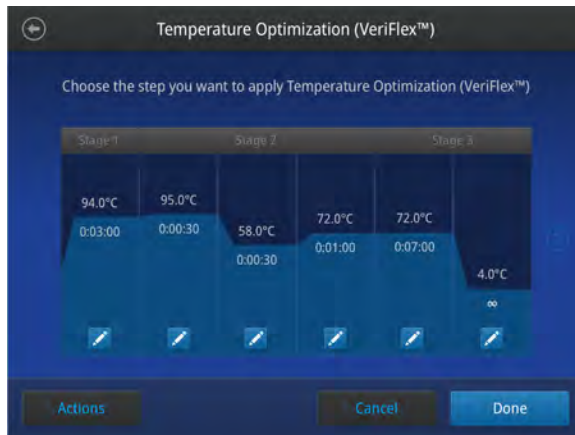 Temperature Optimization (VeriFlex™)
Choose the step you want to apply Temperature Optimization (VeriFlex™)
Stage 1 Stage 2 Stage 3
94.0°C 95.0°C 58.0°C 72.0°C 72.0°C 4.0°C
0:03:00 0:00:30 0:00:30 0:01:00 0:07:00 ∞
Actions Cancel Done